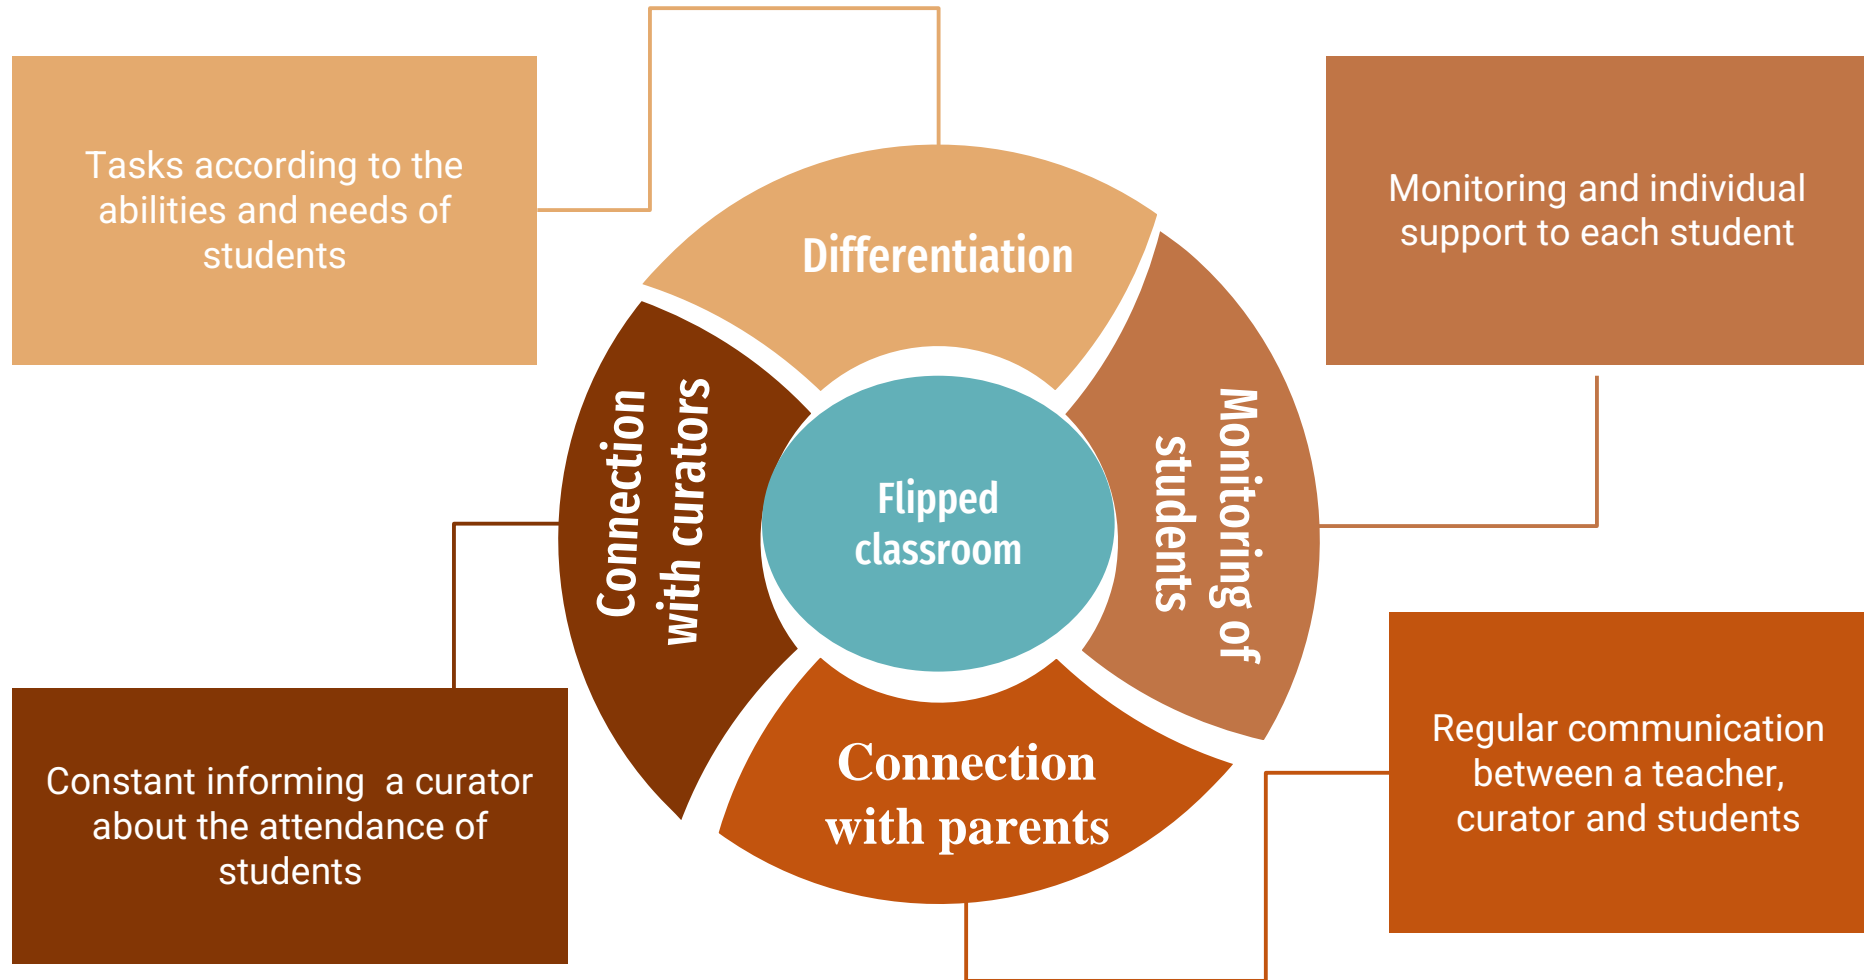 Tasks according to the
abilities and needs of
students
Monitoring and individual
support to each student
Differentiation
Connection
with curators
Monitoring of
students
Flipped
classroom
Connection
with parents
Constant informing  a curator
about the attendance of
students
Regular communication
between a teacher,
curator and students